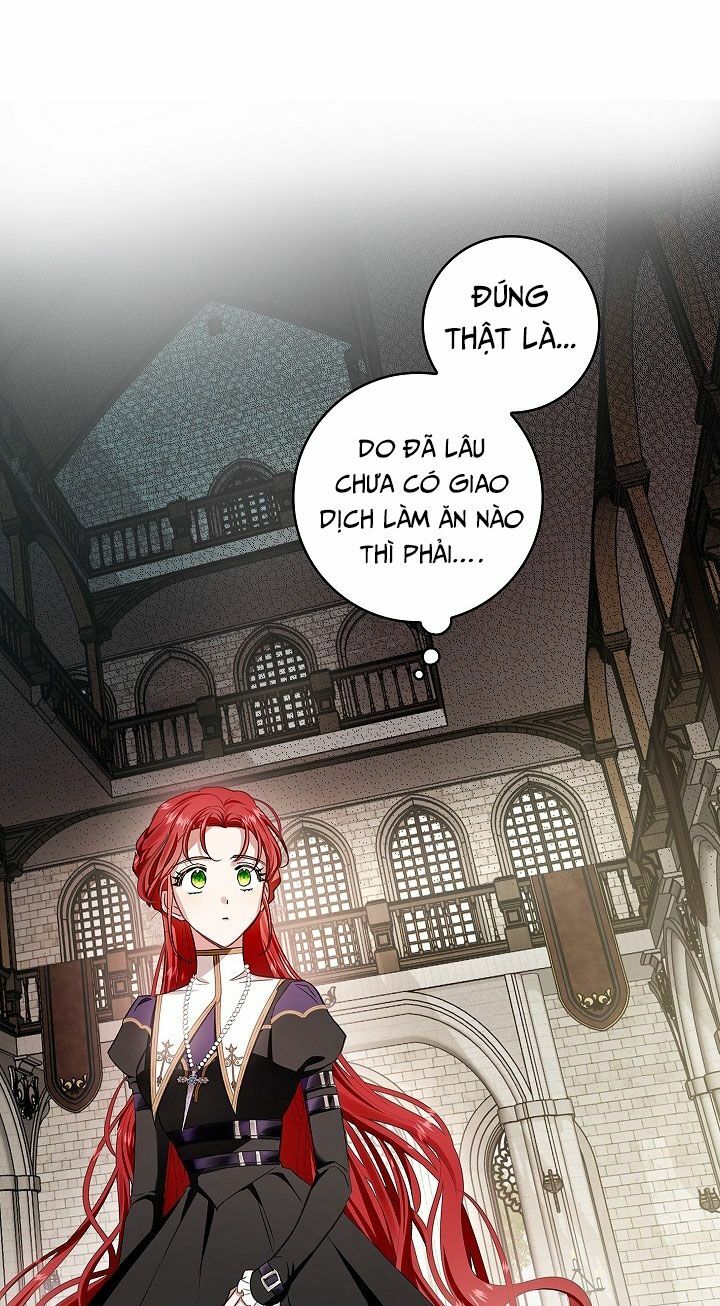 ĐÚNG
THẬT LÀ...
DO ĐÃ LÂU
CHƯA CÓ GIAO
DỊCH LÀM ĂN NÀO
THÌ PHẢI....